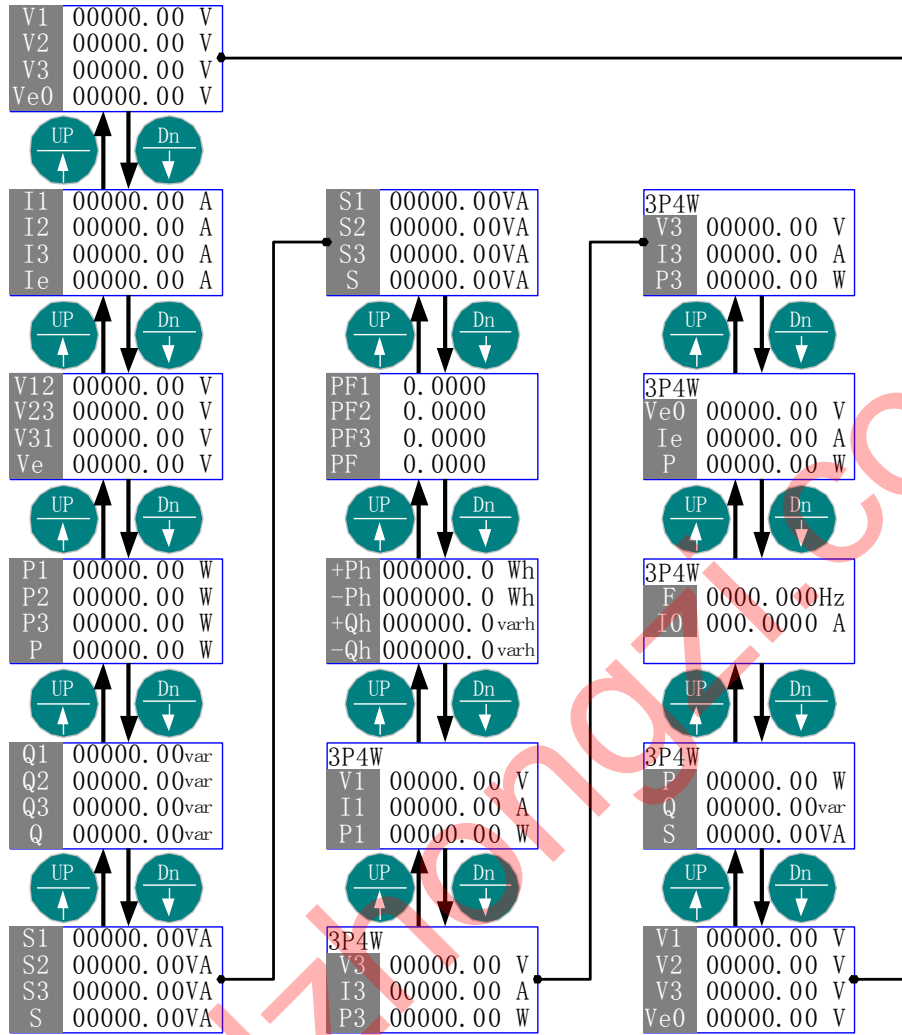 V1 00000.00 V
V2 00000.00 V
V3 00000.00 V
Ve0 00000.00 V
UP Dn
I1 00000.00 A
I2 00000.00 A
I3 00000.00 A
Ie 00000.00 A
UP Dn
V12 00000.00 V
V23 00000.00 V
V31 00000.00 V
Ve 00000.00 V
UP Dn
P1 00000.00 W
P2 00000.00 W
P3 00000.00 W
P 00000.00 W
UP Dn
Q1 00000.00var
Q2 00000.00var
Q3 00000.00var
Q 00000.00var
UP Dn
S1 00000.00VA
S2 00000.00VA
S3 00000.00VA
S 00000.00VA
S1 00000.00VA
S2 00000.00VA
S3 00000.00VA
S 00000.00VA
UP Dn
PF1 0.0000
PF2 0.0000
PF3 0.0000
PF 0.0000
UP Dn
+Ph 000000.0 Wh
-Ph 000000.0 Wh
+Qh 000000.0varh
-Qh 000000.0varh
UP Dn
3P4W
V1 00000.00 V
I1 00000.00 A
P1 00000.00 W
UP Dn
3P4W
V3 00000.00 V
I3 00000.00 A
P3 00000.00 W
3P4W
V3 00000.00 V
I3 00000.00 A
P3 00000.00 W
UP Dn
3P4W
Ve0 00000.00 V
Ie 00000.00 A
P 00000.00 W
UP Dn
3P4W
F 0000.000Hz
I0 000.0000 A
UP Dn
3P4W
P 00000.00 W
Q 00000.00var
S 00000.00VA
UP Dn
V1 00000.00 V
V2 00000.00 V
V3 00000.00 V
Ve0 00000.00 V